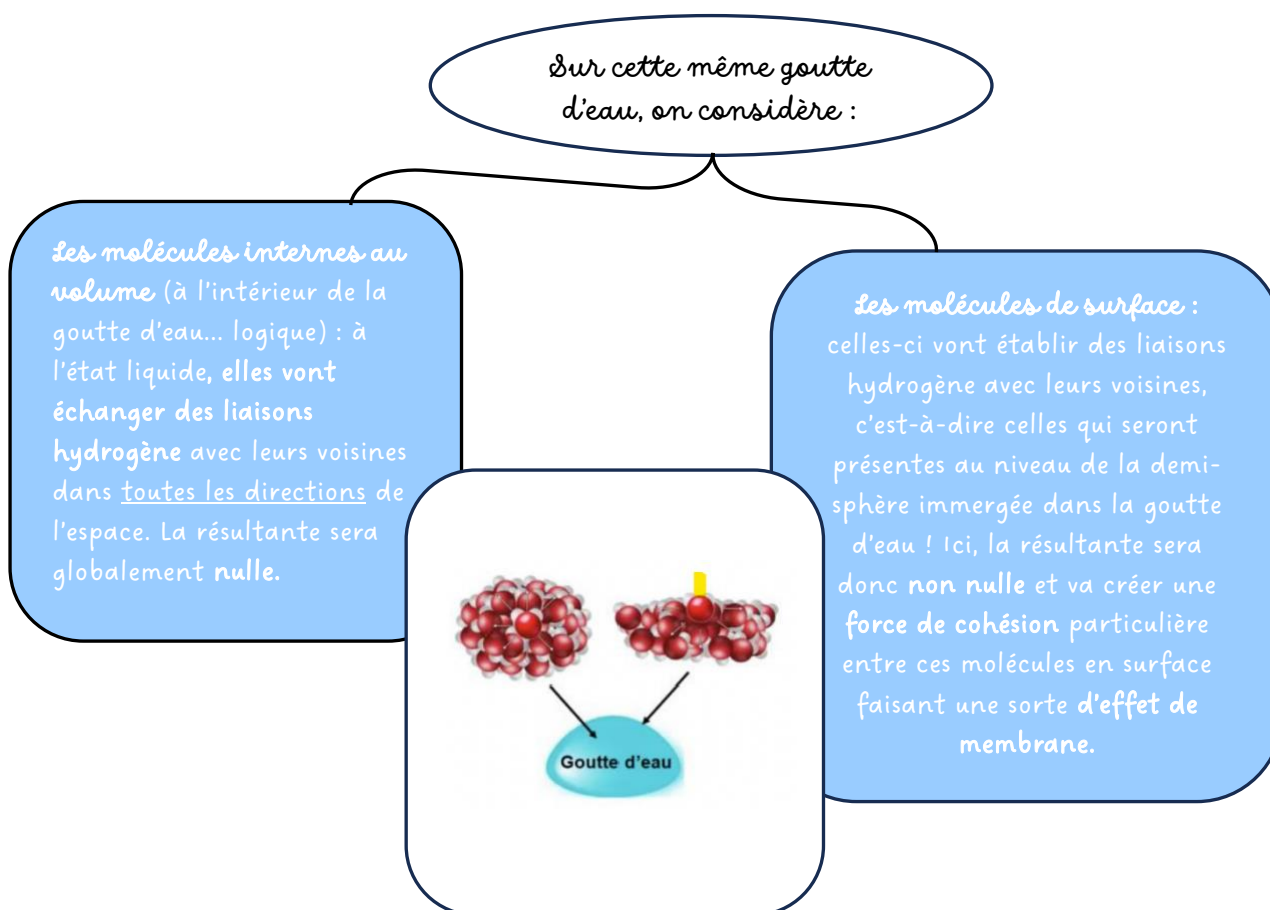 Sur cette même goutte
d'eau, on considère :
Les molécules internes au
volume (à l'intérieur de la
goutte d'eau... logique) : à
l'état liquide, elles vont
échanger des liaisons
hydrogène avec leurs voisines
dans toutes les directions de
l'espace. La résultante sera
globalement nulle.
Les molécules de surface :
celles-ci vont établir des liaisons
hydrogène avec leurs voisines,
c'est-à-dire celles qui seront
présentes au niveau de la demi-
sphère immergée dans la goutte
d'eau ! Ici, la résultante sera
donc non nulle et va créer une
force de cohésion particulière
entre ces molécules en surface
faisant une sorte d'effet de
membrane.
Goutte d'eau